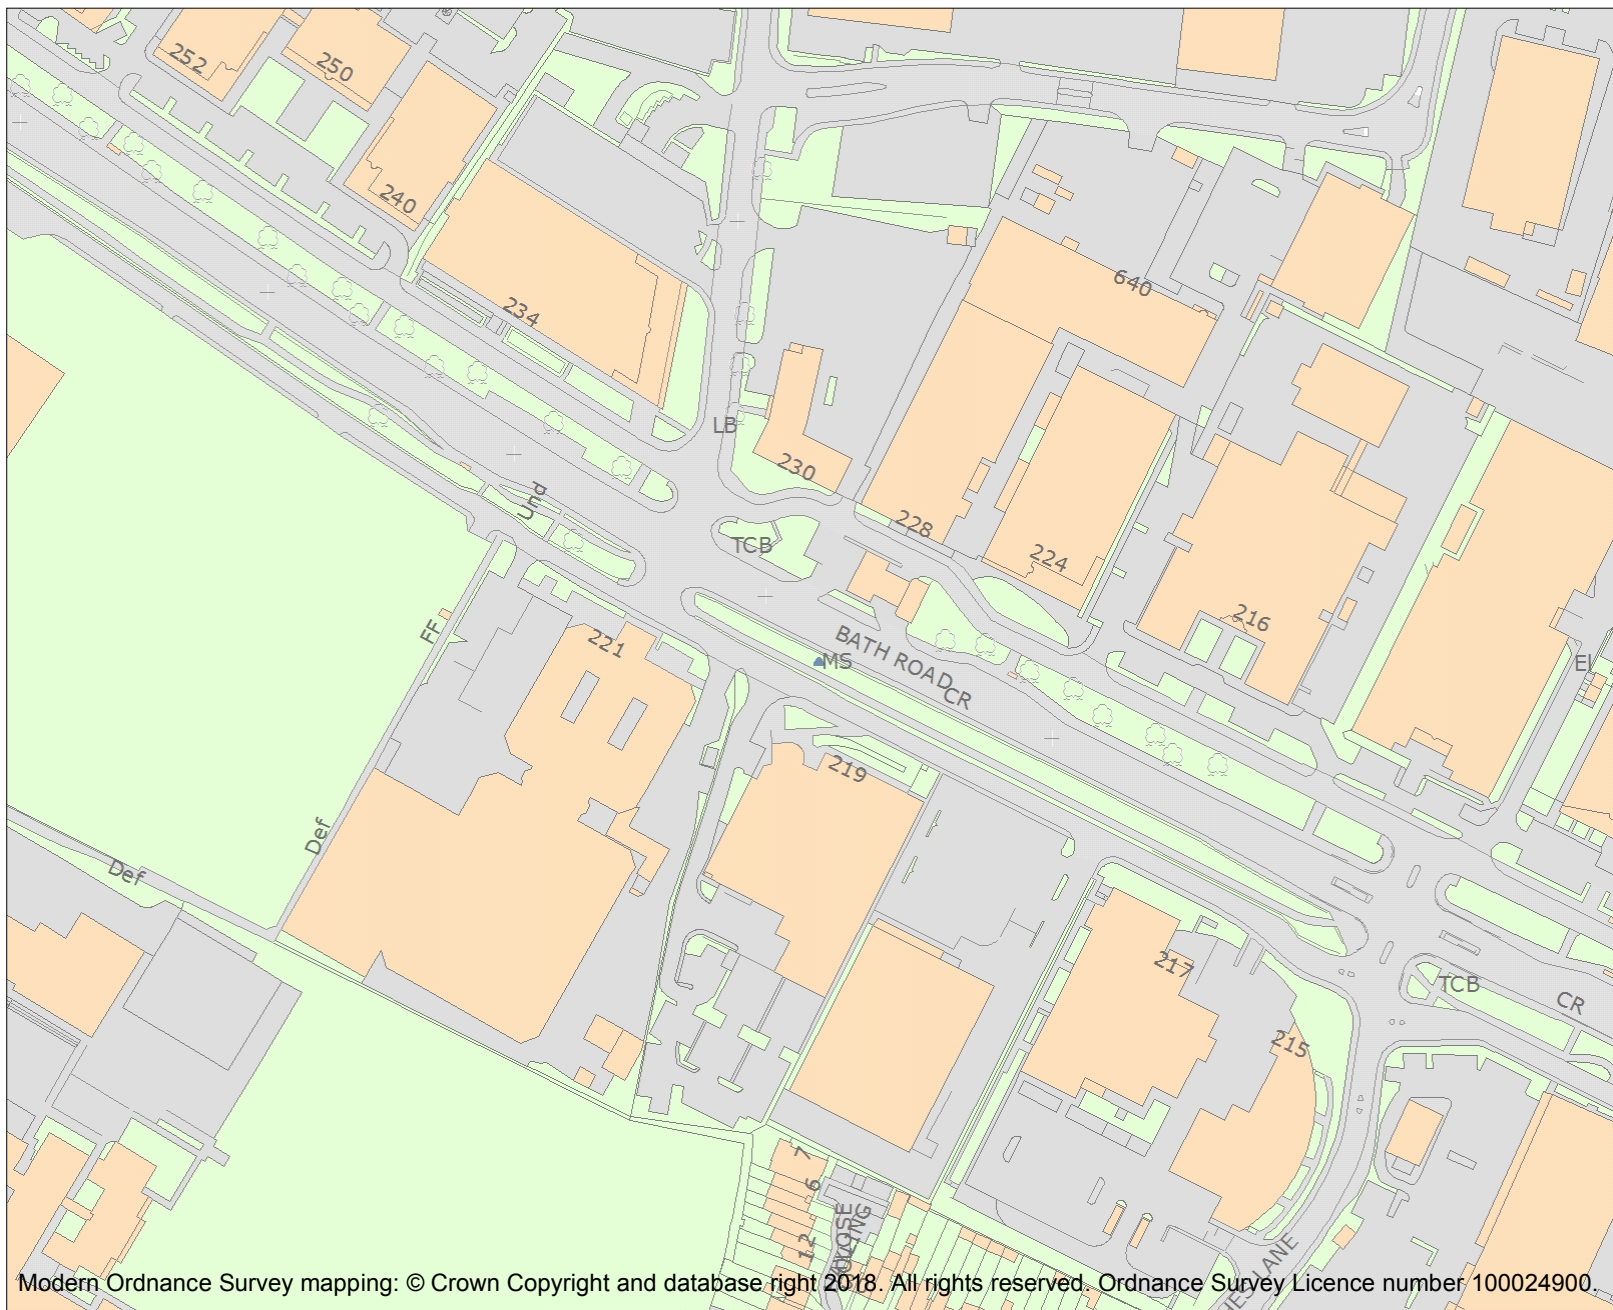 252
250
240
234
640
LB
230
228
224
216
Und
TCB
FF
221
BATH ROAD
MS
CR
El
219
Def
Def
217
TCB
CR
215
7
6
12
Modern Ordnance Survey mapping: © Crown Copyright and database right 2018. All rights reserved. Ordnance Survey Licence number 100024900.